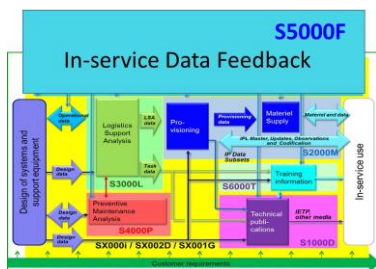 S5000F
In-service Data Feedback
Design of systems and
support equipment
Operational
data
Logistics
Support
Analysis
LSA
data
Pro-
visioning
Provisioning
data
Materiel
Supply
Material and data
In-service use
IPL Master, Updates, Observations
and Codification
S2000M
IP Data
Subsets
Design
data
Task
data
S3000L
S6000T
Training
information
Design
data
Preventive
Maintenance
Analysis
S4000P
Technical
publi-
cations
IETP,
other media
Design
data
SX000i / SX002D / SX001G
S1000D
Customer requirements